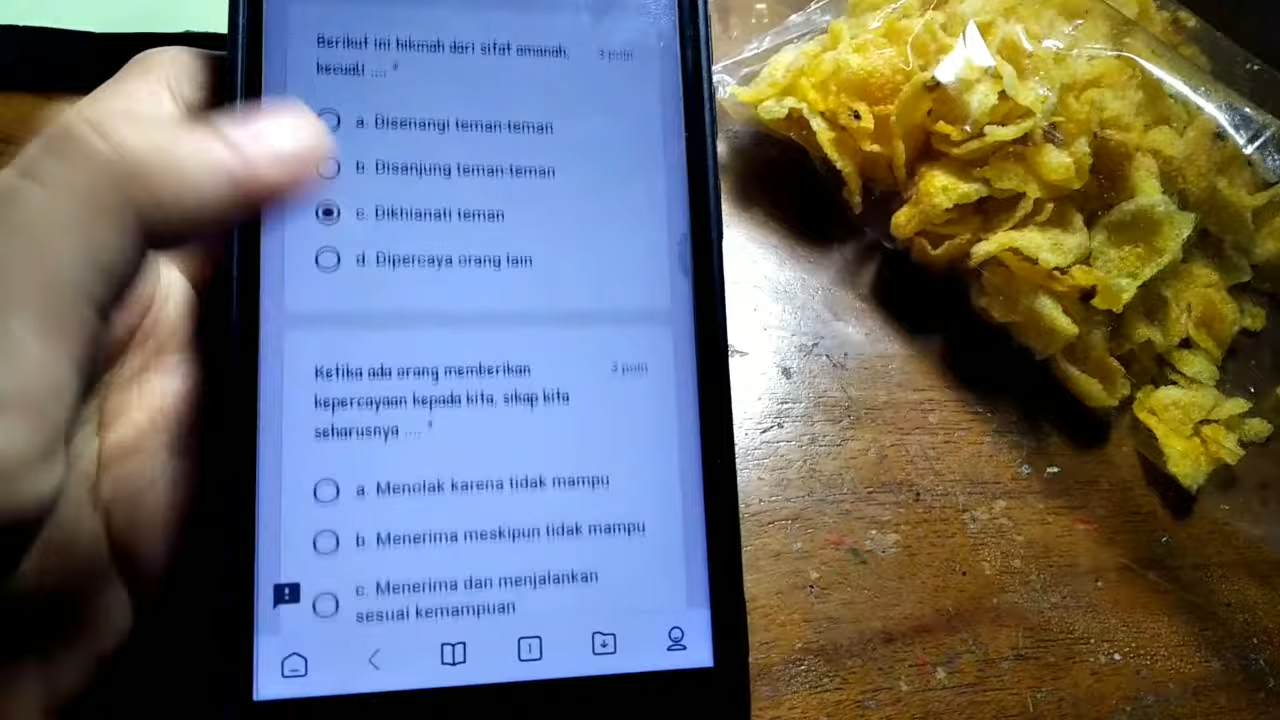 Berikut ini hikmah dari sifat amanah, 3 poin
kecuali .... *
a. Disenangi teman-teman
b. Disanjung teman-teman
c. Dikhianati teman
d. Dipercaya orang lain
Ketika ada orang memberikan 3 poin
kepercayaan kepada kita, sikap kita
seharusnya .... *
a. Menolak karena tidak mampu
b. Menerima meskipun tidak mampu
c. Menerima dan menjalankan
sesuai kemampuan